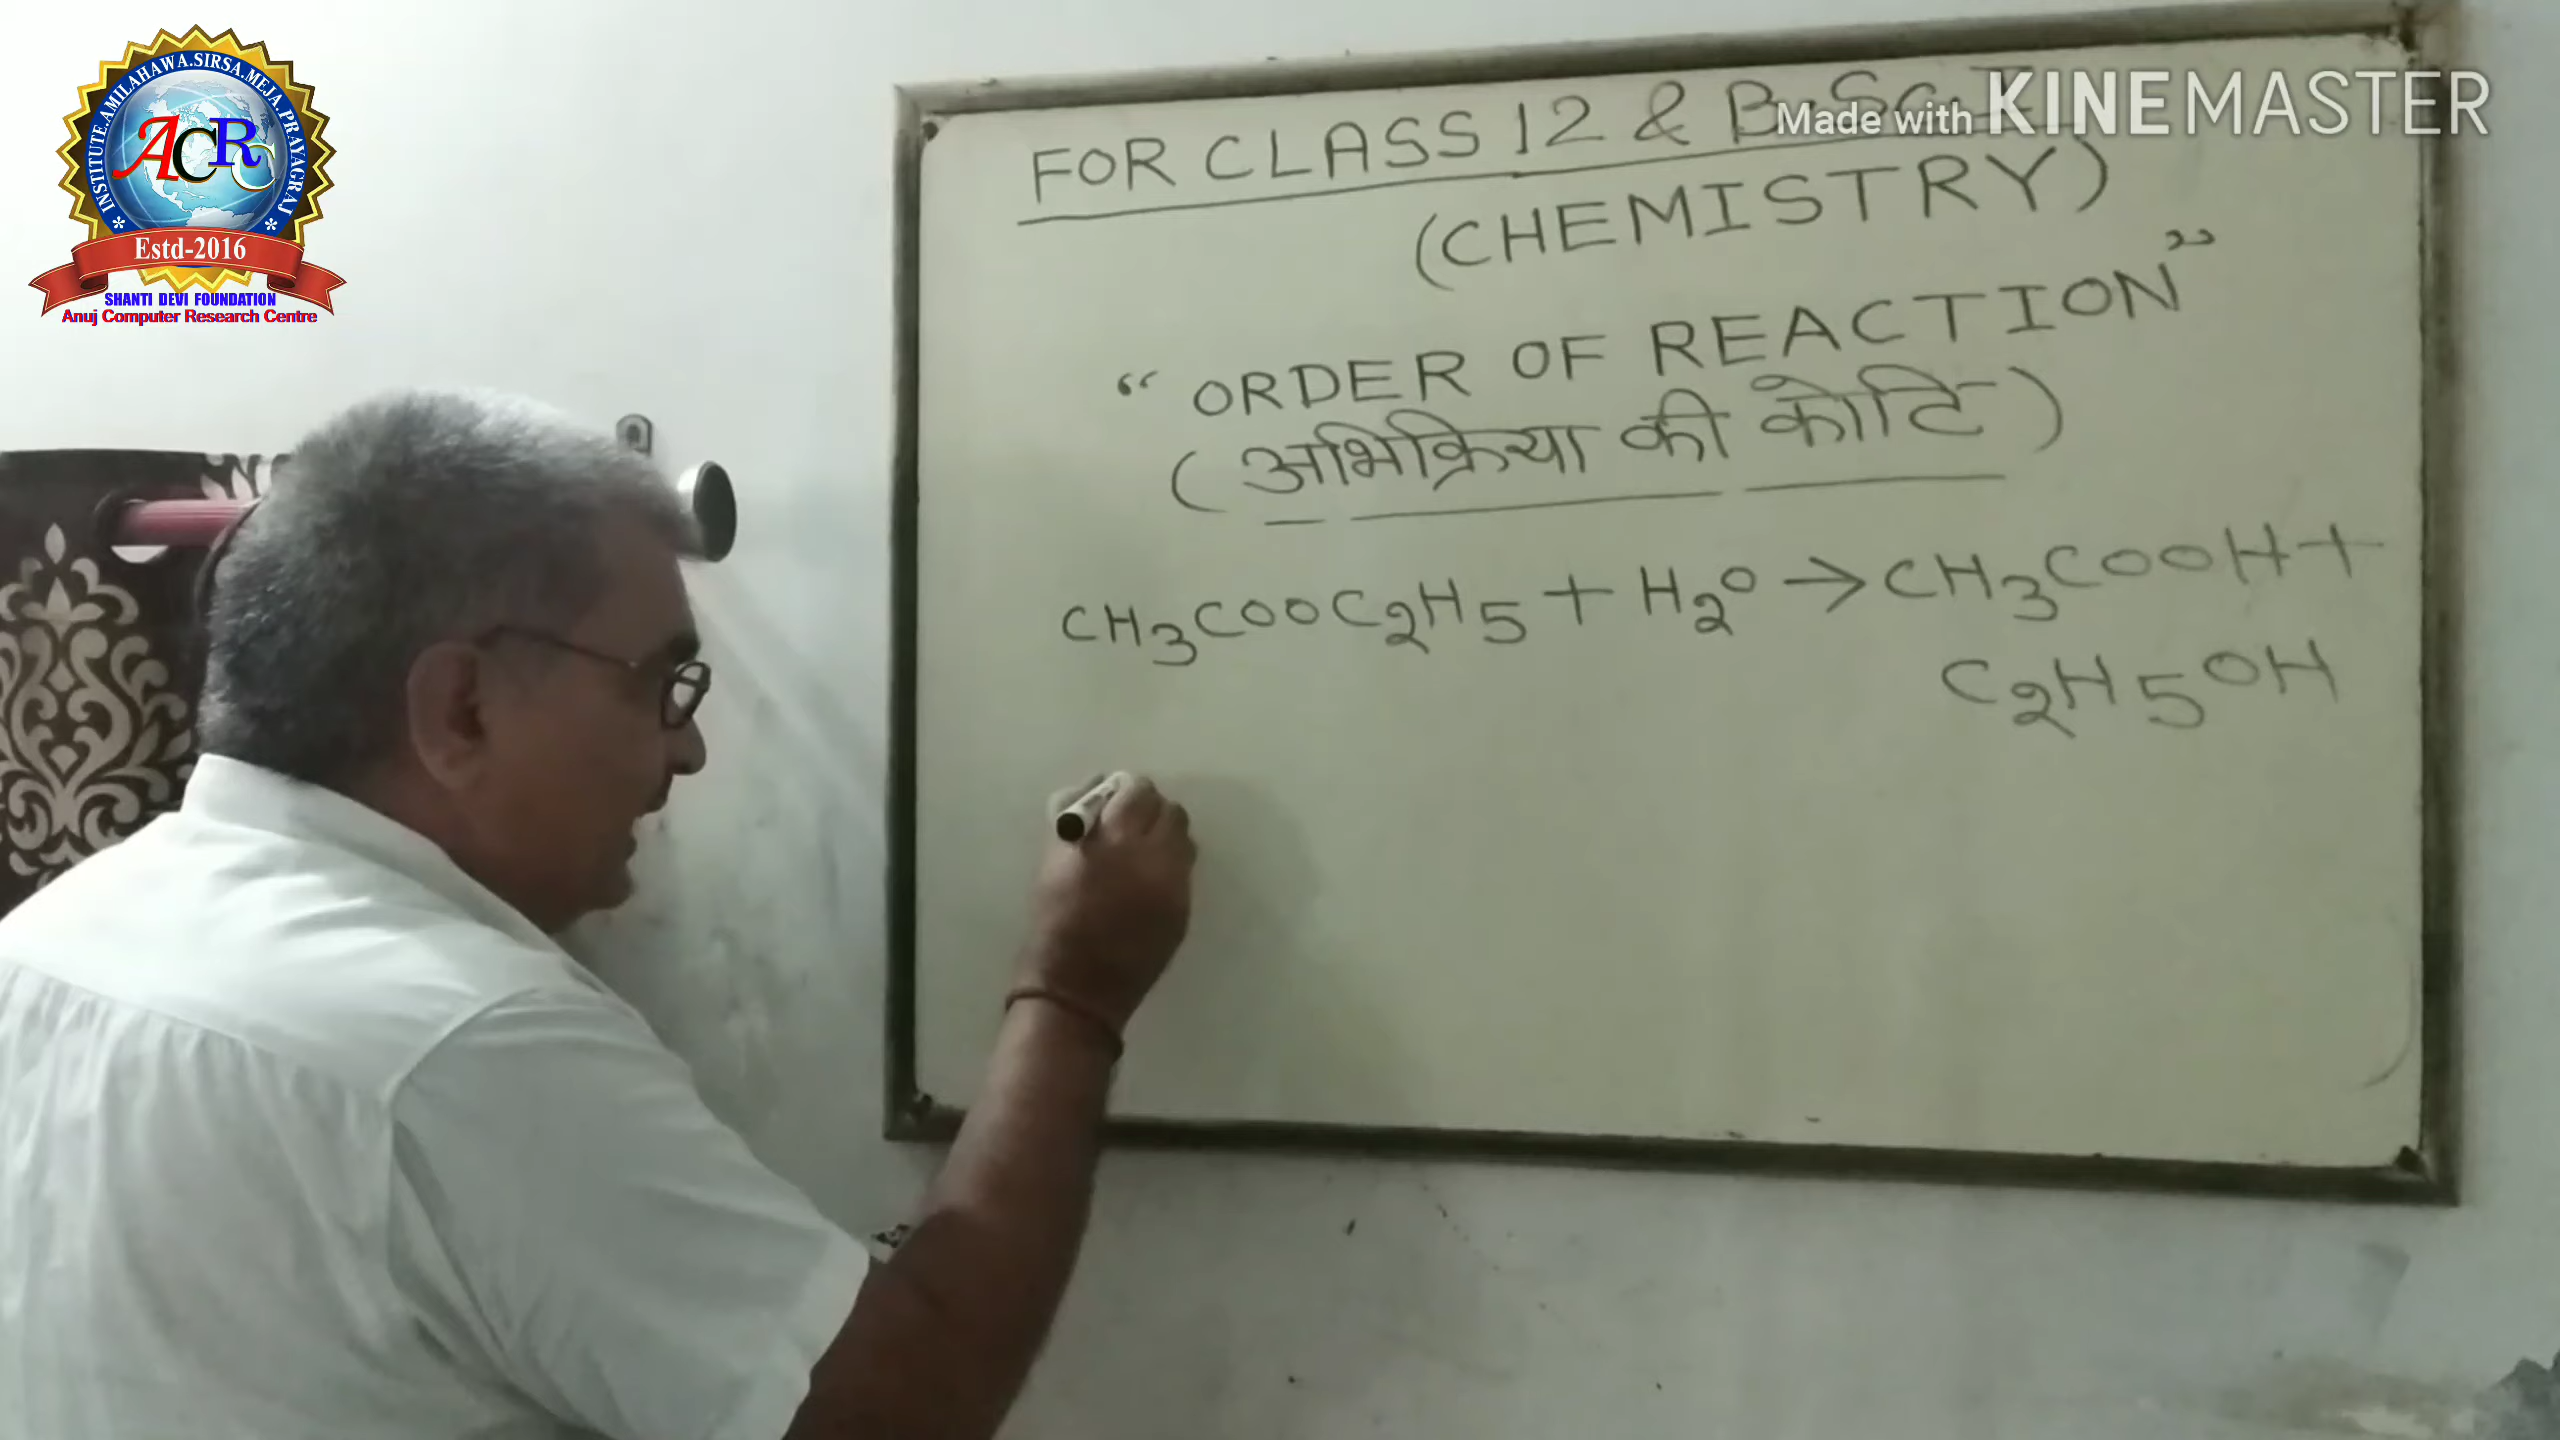 INSTITUTE.AMILAHAWA.SIRSA.MEJA.PRAYAGRAJ
ACRC
Estd-2016
SHANTI DEVI FOUNDATION
Anuj Computer Research Centre
Made with KINEMASTER
FOR CLASS 12 & B.Sc. I
(CHEMISTRY)
“ ORDER OF REACTION”
(अभिक्रिया की कोटि)
CH3COOC2H5 + H2O → CH3COOH +
C2H5OH